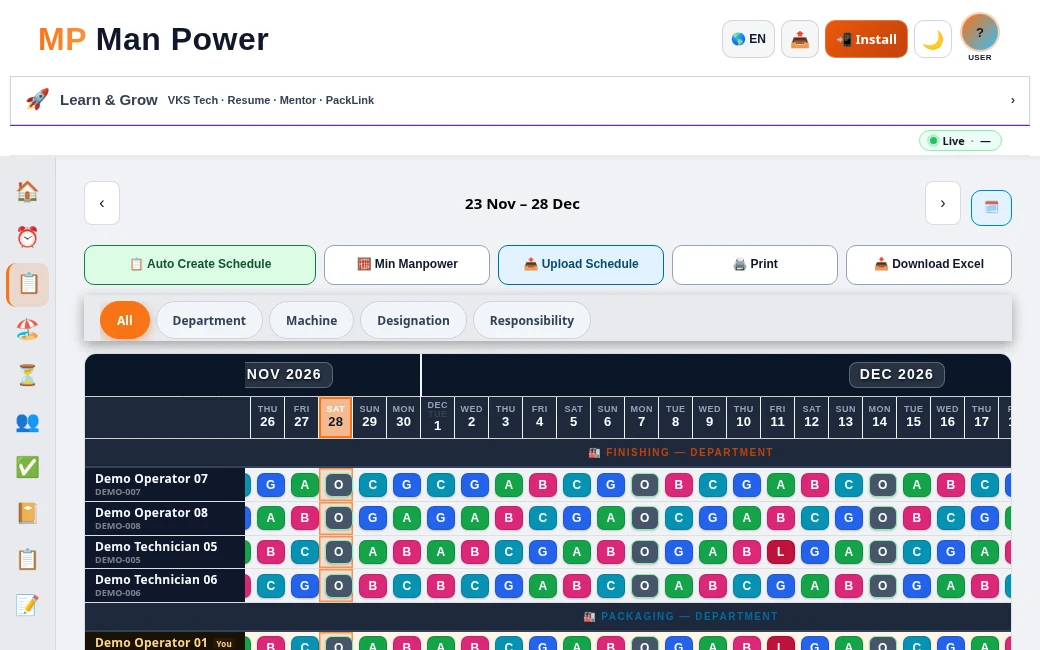 MP Man Power
🌎 EN
📤
📲 Install
🌙
?
USER
🚀 Learn & Grow VKS Tech · Resume · Mentor · PackLink ›
Live · —
‹ 23 Nov – 28 Dec ›
📋 Auto Create Schedule
🧮 Min Manpower
📤 Upload Schedule
🖨️ Print
📥 Download Excel
All Department Machine Designation Responsibility
NOV 2026 DEC 2026
THU FRI SAT SUN MON DEC TUE WED THU FRI SAT SUN MON TUE WED THU FRI SAT SUN MON TUE WED THU
26 27 28 29 30 1 2 3 4 5 6 7 8 9 10 11 12 13 14 15 16 17
🏭 FINISHING — DEPARTMENT
Demo Operator 07
DEMO-007
G A O C G C G A B C G O B C G A B C O A B C
Demo Operator 08
DEMO-008
A B O G A G A B C G A O C G A B C G O B C G
Demo Technician 05
DEMO-005
B C O A B A B C G A B O G A B L G A O C G A
Demo Technician 06
DEMO-006
C G O B C B C G A B C O A B C G A B O G A B
🏭 PACKAGING — DEPARTMENT
Demo Operator 01 You
B C O A B A B C G A B O G A B L G A O C G A